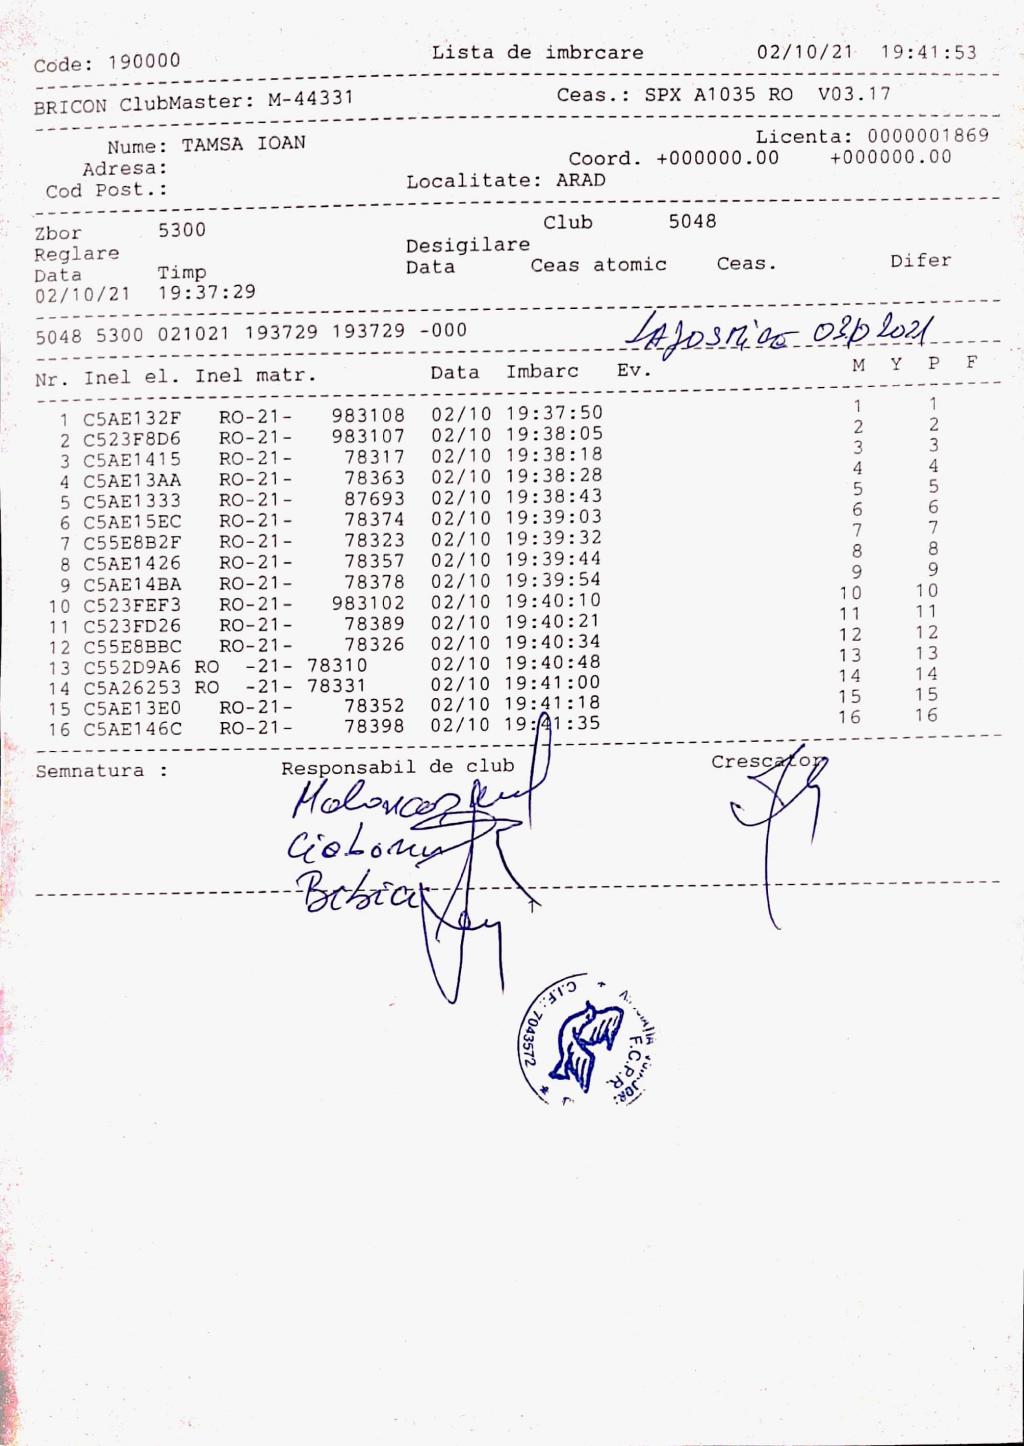 Code: 190000 Lista de imbrcare 02/10/21 19:41:53
BRICON ClubMaster: M-44331 Ceas.: SPX A1035 RO V03.17
Nume: TAMSA IOAN Licenta: 0000001869
Adresa: Coord. +000000.00 +000000.00
Cod Post.: Localitate: ARAD
Zbor 5300 Club 5048
Reglare Desigilare
Data Timp Data Ceas atomic Ceas. Difer
02/10/21 19:37:29
5048 5300 021021 193729 193729 -000
Nr. Inel el. Inel matr. Data Imbarc Ev. M Y P F
1 C5AE132F RO-21- 983108 02/10 19:37:50 1 1
2 C523F8D6 RO-21- 983107 02/10 19:38:05 2 2
3 C5AE1415 RO-21- 78317 02/10 19:38:18 3 3
4 C5AE13AA RO-21- 78363 02/10 19:38:28 4 4
5 C5AE1333 RO-21- 87693 02/10 19:38:43 5 5
6 C5AE15EC RO-21- 78374 02/10 19:39:03 6 6
7 C55E8B2F RO-21- 78323 02/10 19:39:32 7 7
8 C5AE1426 RO-21- 78357 02/10 19:39:44 8 8
9 C5AE14BA RO-21- 78378 02/10 19:39:54 9 9
10 C523FEF3 RO-21- 983102 02/10 19:40:10 10 10
11 C523FD26 RO-21- 78389 02/10 19:40:21 11 11
12 C55E8BBC RO-21- 78326 02/10 19:40:34 12 12
13 C552D9A6 RO -21- 78310 02/10 19:40:48 13 13
14 C5A26253 RO -21- 78331 02/10 19:41:00 14 14
15 C5AE13E0 RO-21- 78352 02/10 19:41:18 15 15
16 C5AE146C RO-21- 78398 02/10 19:41:35 16 16
Semnatura : Responsabil de club Crescator
C.I.F.: 7043572
F.C.P.R.